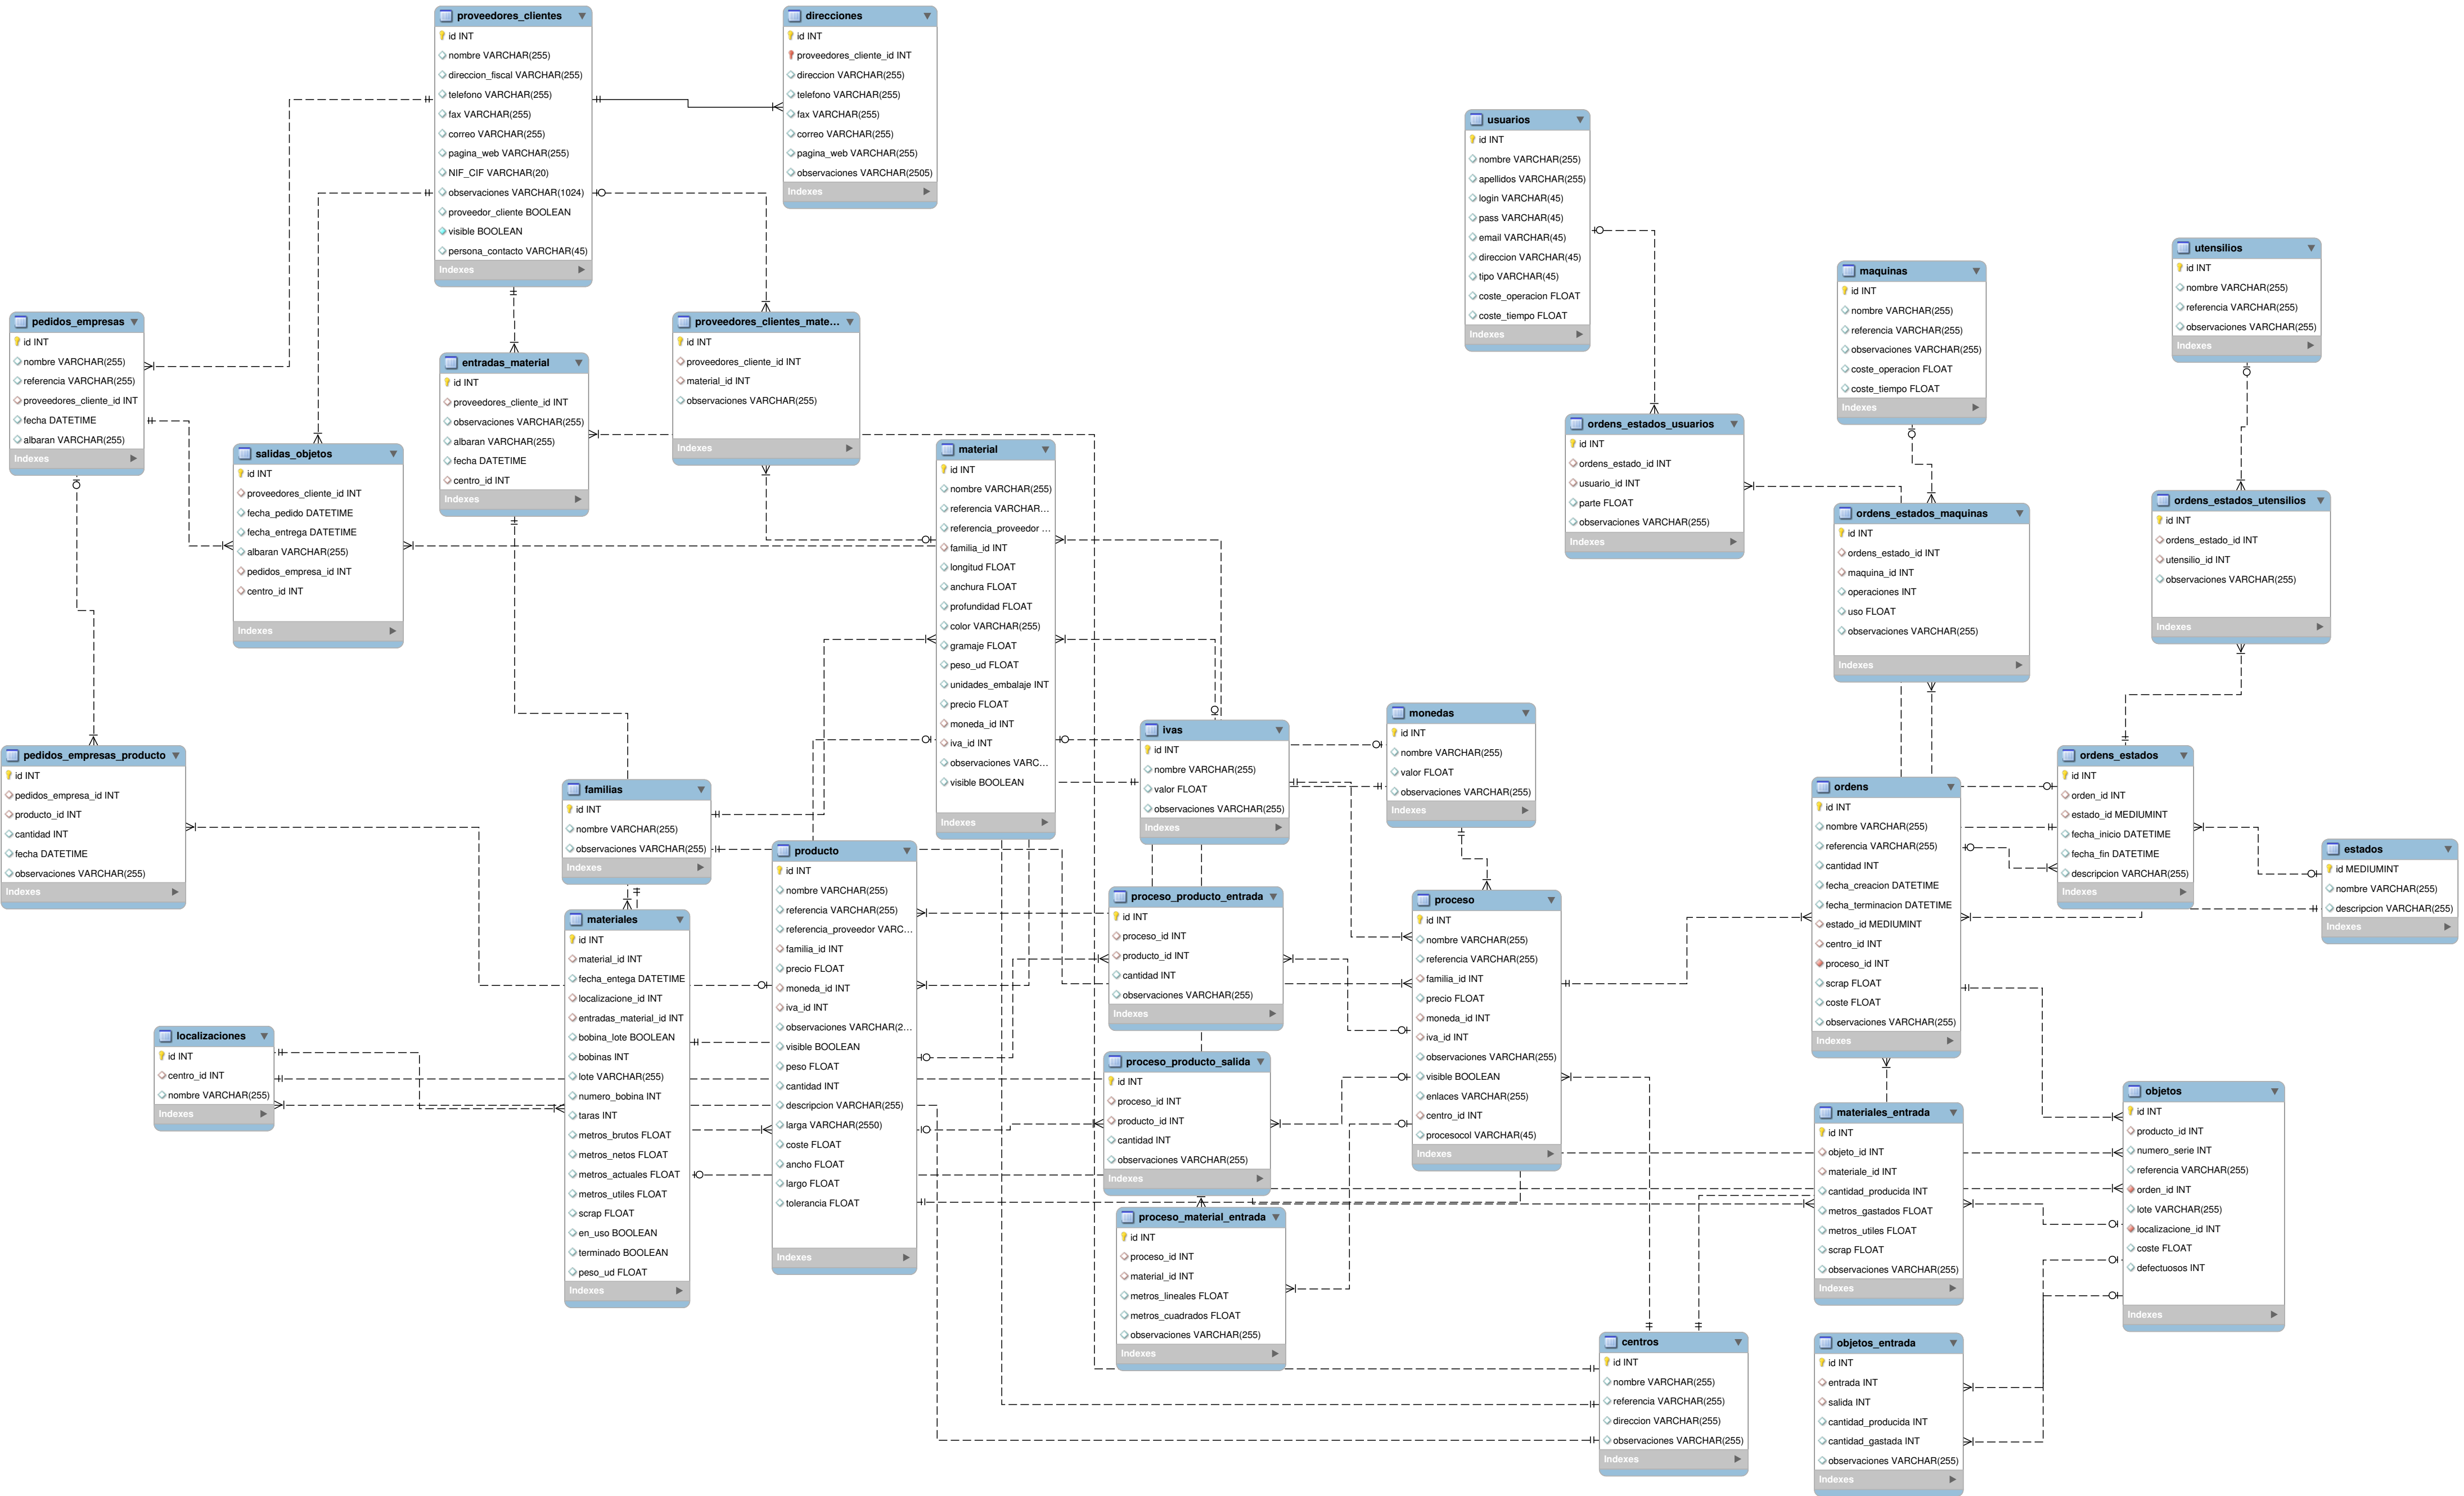 proveedores_clientes
id INT
nombre VARCHAR(255)
direccion_fiscal VARCHAR(255)
telefono VARCHAR(255)
fax VARCHAR(255)
correo VARCHAR(255)
pagina_web VARCHAR(255)
NIF_CIF VARCHAR(20)
observaciones VARCHAR(1024)
proveedor_cliente BOOLEAN
visible BOOLEAN
persona_contacto VARCHAR(45)
Indexes
direcciones
id INT
proveedores_cliente_id INT
direccion VARCHAR(255)
telefono VARCHAR(255)
fax VARCHAR(255)
correo VARCHAR(255)
pagina_web VARCHAR(255)
observaciones VARCHAR(2505)
Indexes
usuarios
id INT
nombre VARCHAR(255)
apellidos VARCHAR(255)
login VARCHAR(45)
pass VARCHAR(45)
email VARCHAR(45)
direccion VARCHAR(45)
tipo VARCHAR(45)
coste_operacion FLOAT
coste_tiempo FLOAT
Indexes
maquinas
id INT
nombre VARCHAR(255)
referencia VARCHAR(255)
observaciones VARCHAR(255)
coste_operacion FLOAT
coste_tiempo FLOAT
Indexes
utensilios
id INT
nombre VARCHAR(255)
referencia VARCHAR(255)
observaciones VARCHAR(255)
Indexes
pedidos_empresas
id INT
nombre VARCHAR(255)
referencia VARCHAR(255)
proveedores_cliente_id INT
fecha DATETIME
albaran VARCHAR(255)
Indexes
salidas_objetos
id INT
proveedores_cliente_id INT
fecha_pedido DATETIME
fecha_entrega DATETIME
albaran VARCHAR(255)
pedidos_empresa_id INT
centro_id INT
Indexes
entradas_material
id INT
proveedores_cliente_id INT
observaciones VARCHAR(255)
albaran VARCHAR(255)
fecha DATETIME
centro_id INT
Indexes
proveedores_clientes_mate...
id INT
proveedores_cliente_id INT
material_id INT
observaciones VARCHAR(255)
Indexes
material
id INT
nombre VARCHAR(255)
referencia VARCHAR...
referencia_proveedor ...
familia_id INT
longitud FLOAT
anchura FLOAT
profundidad FLOAT
color VARCHAR(255)
gramaje FLOAT
peso_ud FLOAT
unidades_embalaje INT
precio FLOAT
moneda_id INT
iva_id INT
observaciones VARC...
visible BOOLEAN
Indexes
ordens_estados_usuarios
id INT
ordens_estado_id INT
usuario_id INT
parte FLOAT
observaciones VARCHAR(255)
Indexes
ordens_estados_maquinas
id INT
ordens_estado_id INT
maquina_id INT
operaciones INT
uso FLOAT
observaciones VARCHAR(255)
Indexes
ordens_estados_utensilios
id INT
ordens_estado_id INT
utensilio_id INT
observaciones VARCHAR(255)
Indexes
pedidos_empresas_producto
id INT
pedidos_empresa_id INT
producto_id INT
cantidad INT
fecha DATETIME
observaciones VARCHAR(255)
Indexes
familias
id INT
nombre VARCHAR(255)
observaciones VARCHAR(255)
Indexes
ivas
id INT
nombre VARCHAR(255)
valor FLOAT
observaciones VARCHAR(255)
Indexes
monedas
id INT
nombre VARCHAR(255)
valor FLOAT
observaciones VARCHAR(255)
Indexes
ordens
id INT
nombre VARCHAR(255)
referencia VARCHAR(255)
cantidad INT
fecha_creacion DATETIME
fecha_terminacion DATETIME
estado_id MEDIUMINT
centro_id INT
proceso_id INT
scrap FLOAT
coste FLOAT
observaciones VARCHAR(255)
Indexes
ordens_estados
id INT
orden_id INT
estado_id MEDIUMINT
fecha_inicio DATETIME
fecha_fin DATETIME
descripcion VARCHAR(255)
Indexes
estados
id MEDIUMINT
nombre VARCHAR(255)
descripcion VARCHAR(255)
Indexes
materiales
id INT
material_id INT
fecha_entega DATETIME
localizacione_id INT
entradas_material_id INT
bobina_lote BOOLEAN
bobinas INT
lote VARCHAR(255)
numero_bobina INT
taras INT
metros_brutos FLOAT
metros_netos FLOAT
metros_actuales FLOAT
metros_utiles FLOAT
scrap FLOAT
en_uso BOOLEAN
terminado BOOLEAN
peso_ud FLOAT
Indexes
producto
id INT
nombre VARCHAR(255)
referencia VARCHAR(255)
referencia_proveedor VARC...
familia_id INT
precio FLOAT
moneda_id INT
iva_id INT
observaciones VARCHAR(2...
visible BOOLEAN
peso FLOAT
cantidad INT
descripcion VARCHAR(255)
larga VARCHAR(2550)
coste FLOAT
ancho FLOAT
largo FLOAT
tolerancia FLOAT
Indexes
proceso_producto_entrada
id INT
proceso_id INT
producto_id INT
cantidad INT
observaciones VARCHAR(255)
Indexes
proceso
id INT
nombre VARCHAR(255)
referencia VARCHAR(255)
familia_id INT
precio FLOAT
moneda_id INT
iva_id INT
observaciones VARCHAR(255)
visible BOOLEAN
enlaces VARCHAR(255)
centro_id INT
procesocol VARCHAR(45)
Indexes
localizaciones
id INT
centro_id INT
nombre VARCHAR(255)
Indexes
proceso_producto_salida
id INT
proceso_id INT
producto_id INT
cantidad INT
observaciones VARCHAR(255)
Indexes
materiales_entrada
id INT
objeto_id INT
materiale_id INT
cantidad_producida INT
metros_gastados FLOAT
metros_utiles FLOAT
scrap FLOAT
observaciones VARCHAR(255)
Indexes
objetos
id INT
producto_id INT
numero_serie INT
referencia VARCHAR(255)
orden_id INT
lote VARCHAR(255)
localizacione_id INT
coste FLOAT
defectuosos INT
Indexes
proceso_material_entrada
id INT
proceso_id INT
material_id INT
metros_lineales FLOAT
metros_cuadrados FLOAT
observaciones VARCHAR(255)
Indexes
centros
id INT
nombre VARCHAR(255)
referencia VARCHAR(255)
direccion VARCHAR(255)
observaciones VARCHAR(255)
Indexes
objetos_entrada
id INT
entrada INT
salida INT
cantidad_producida INT
cantidad_gastada INT
observaciones VARCHAR(255)
Indexes